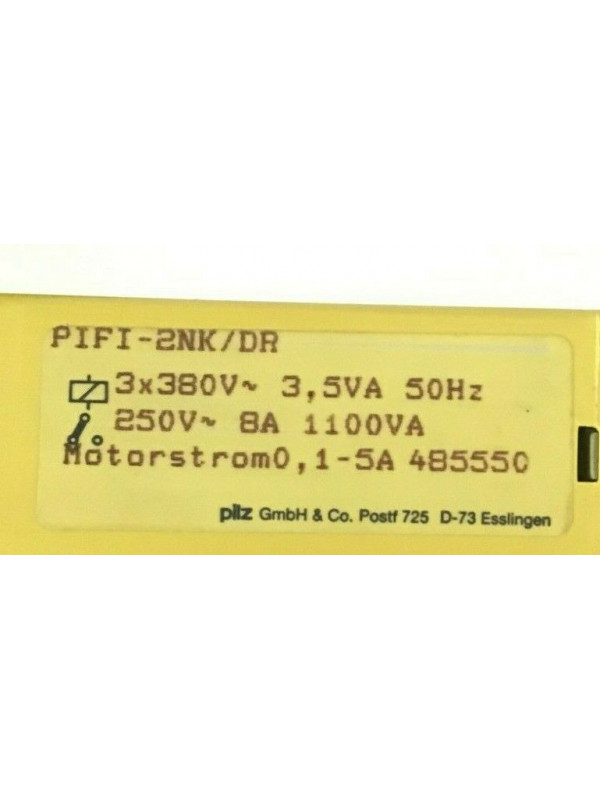 PIFI-2NK/DR
3x380V~ 3,5VA 50Hz
250V~ 8A 1100VA
Motorstrom0,1-5A 485550
pilz GmbH & Co. Postf 725 D-73 Esslingen